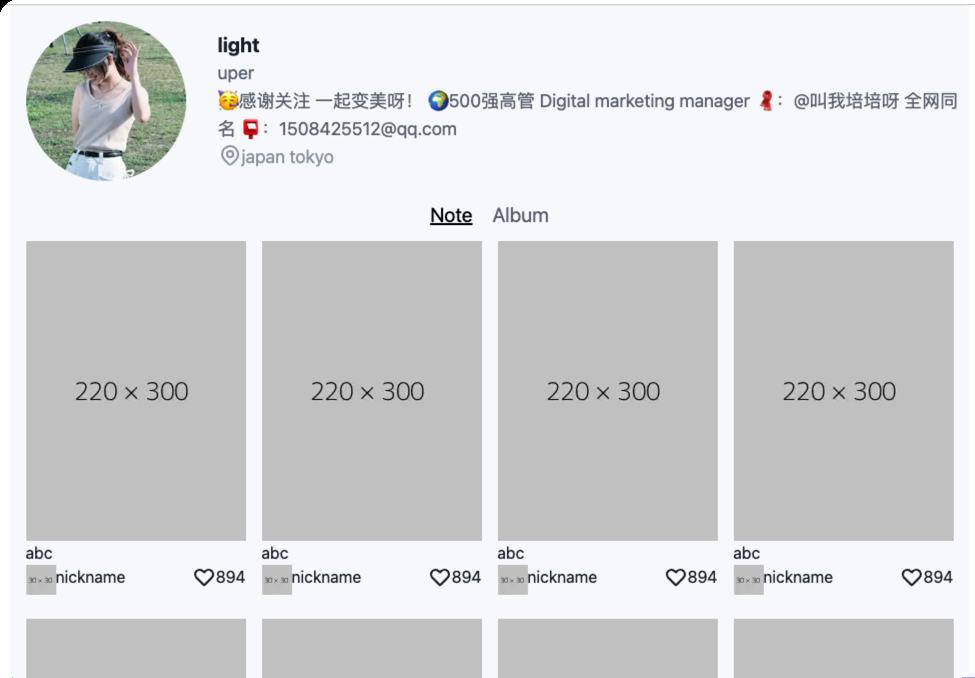 light
uper
🥳感谢关注 一起变美呀！ 🌍500强高管 Digital marketing manager 🧣：@叫我培培呀 全网同
名 📮：1508425512@qq.com
japan tokyo
Note Album
220 × 300 220 × 300 220 × 300 220 × 300
abc abc abc abc
30 × 30 nickname 894 30 × 30 nickname 894 30 × 30 nickname 894 30 × 30 nickname 894